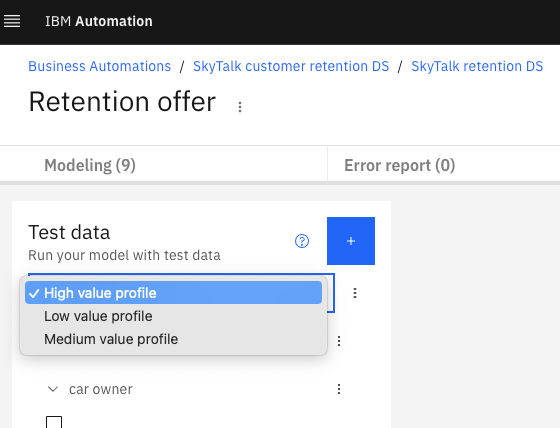 IBM Automation
Business Automations / SkyTalk customer retention DS / SkyTalk retention DS
Retention offer
Modeling (9) Error report (0)
Test data
Run your model with test data
High value profile
Low value profile
Medium value profile
car owner